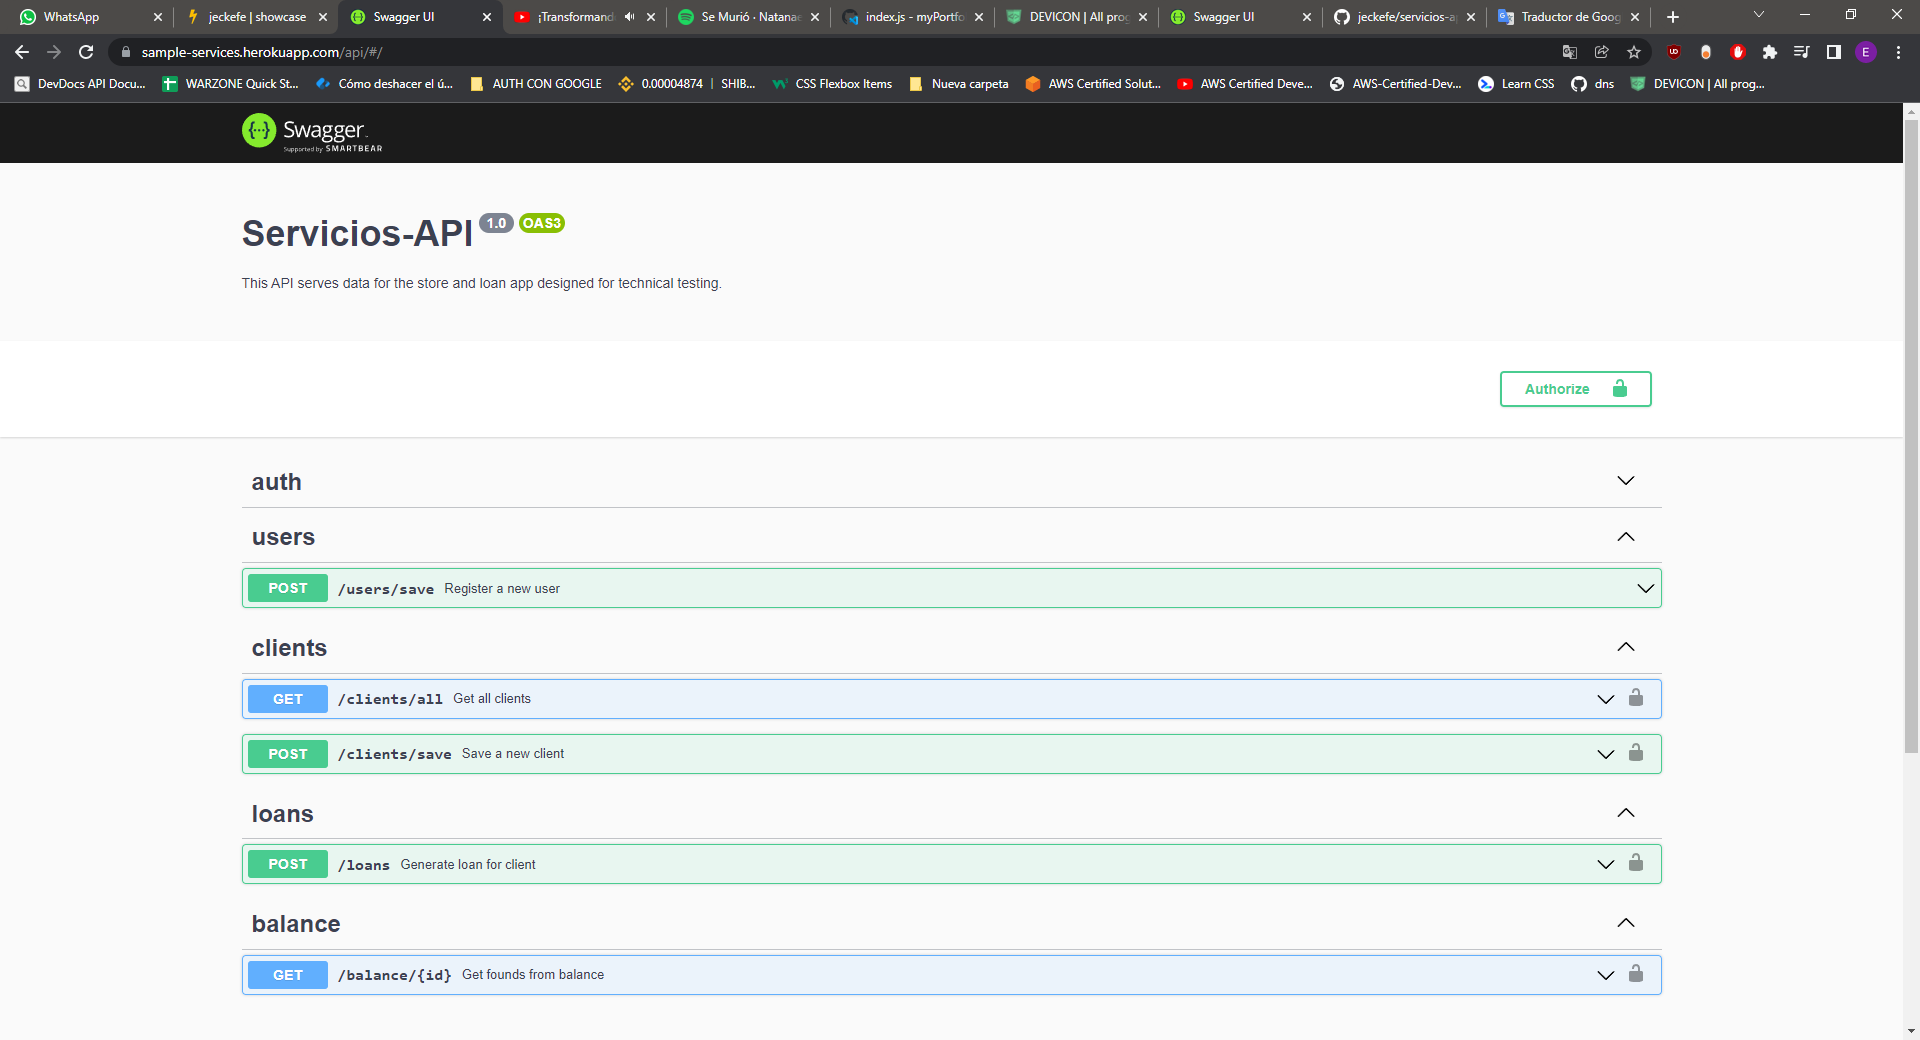 WhatsApp
jeckefe | showcase
Swagger UI
¡Transformand
Se Murió · Natanae
index.js - myPortfo
DEVICON | All prog
Swagger UI
jeckefe/servicios-a
Traductor de Goog
sample-services.herokuapp.com/api/#/
DevDocs API Docu...
WARZONE Quick St...
Cómo deshacer el ú...
AUTH CON GOOGLE
0.00004874 | SHIB...
CSS Flexbox Items
Nueva carpeta
AWS Certified Solut...
AWS Certified Deve...
AWS-Certified-Dev...
Learn CSS
dns
DEVICON | All prog...
Swagger
Supported by SMARTBEAR
Servicios-API 1.0 OAS3
This API serves data for the store and loan app designed for technical testing.
Authorize
auth
users
POST /users/save Register a new user
clients
GET /clients/all Get all clients
POST /clients/save Save a new client
loans
POST /loans Generate loan for client
balance
GET /balance/{id} Get founds from balance